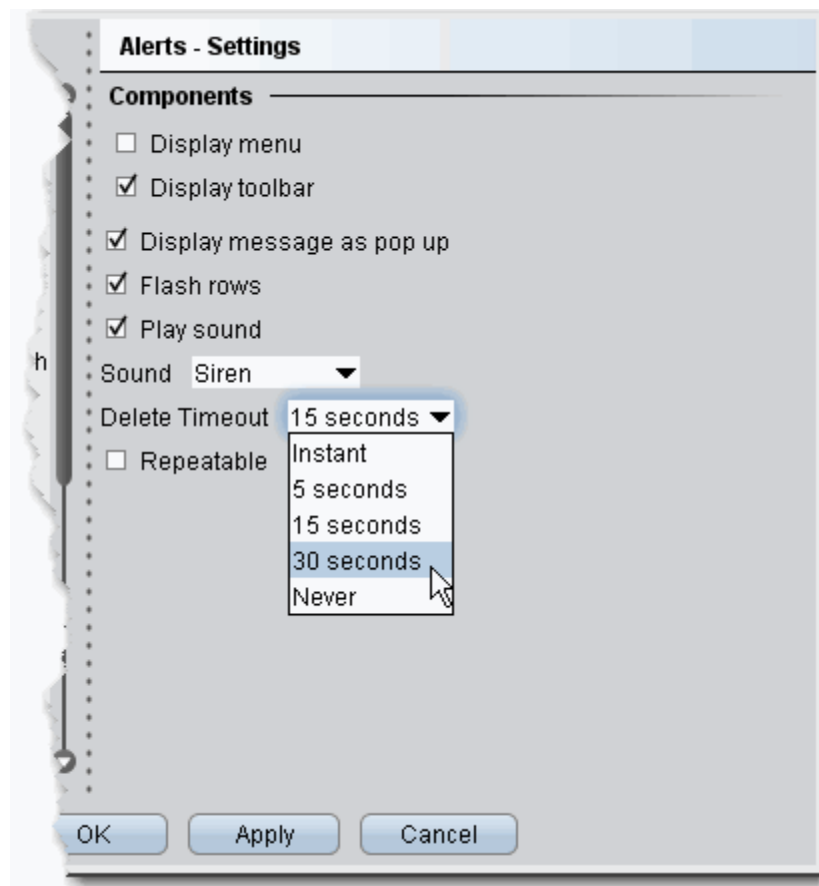 Alerts - Settings
Components
Display menu
Display toolbar
Display message as pop up
Flash rows
Play sound
h
Sound Siren
Delete Timeout 15 seconds
Repeatable
Instant
5 seconds
15 seconds
30 seconds
Never
OK Apply Cancel